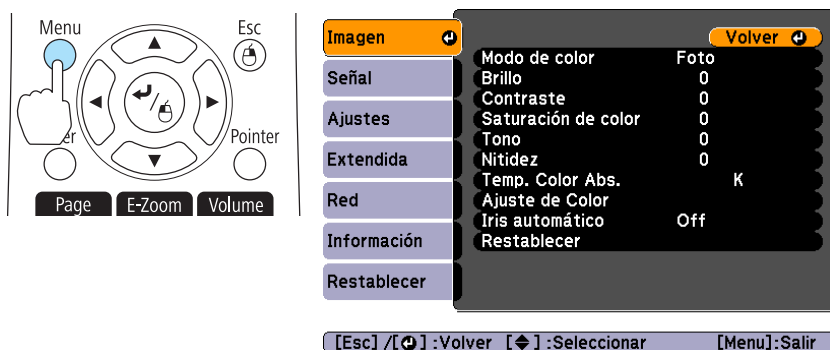 Menu
Esc
er
Pointer
Page
E-Zoom
Volume
Imagen
Señal
Ajustes
Extendida
Red
Información
Restablecer
Volver
Modo de color Foto
Brillo 0
Contraste 0
Saturación de color 0
Tono 0
Nitidez 0
Temp. Color Abs. K
Ajuste de Color
Iris automático Off
Restablecer
[Esc] /[ ] :Volver [ ] :Seleccionar [Menu]:Salir